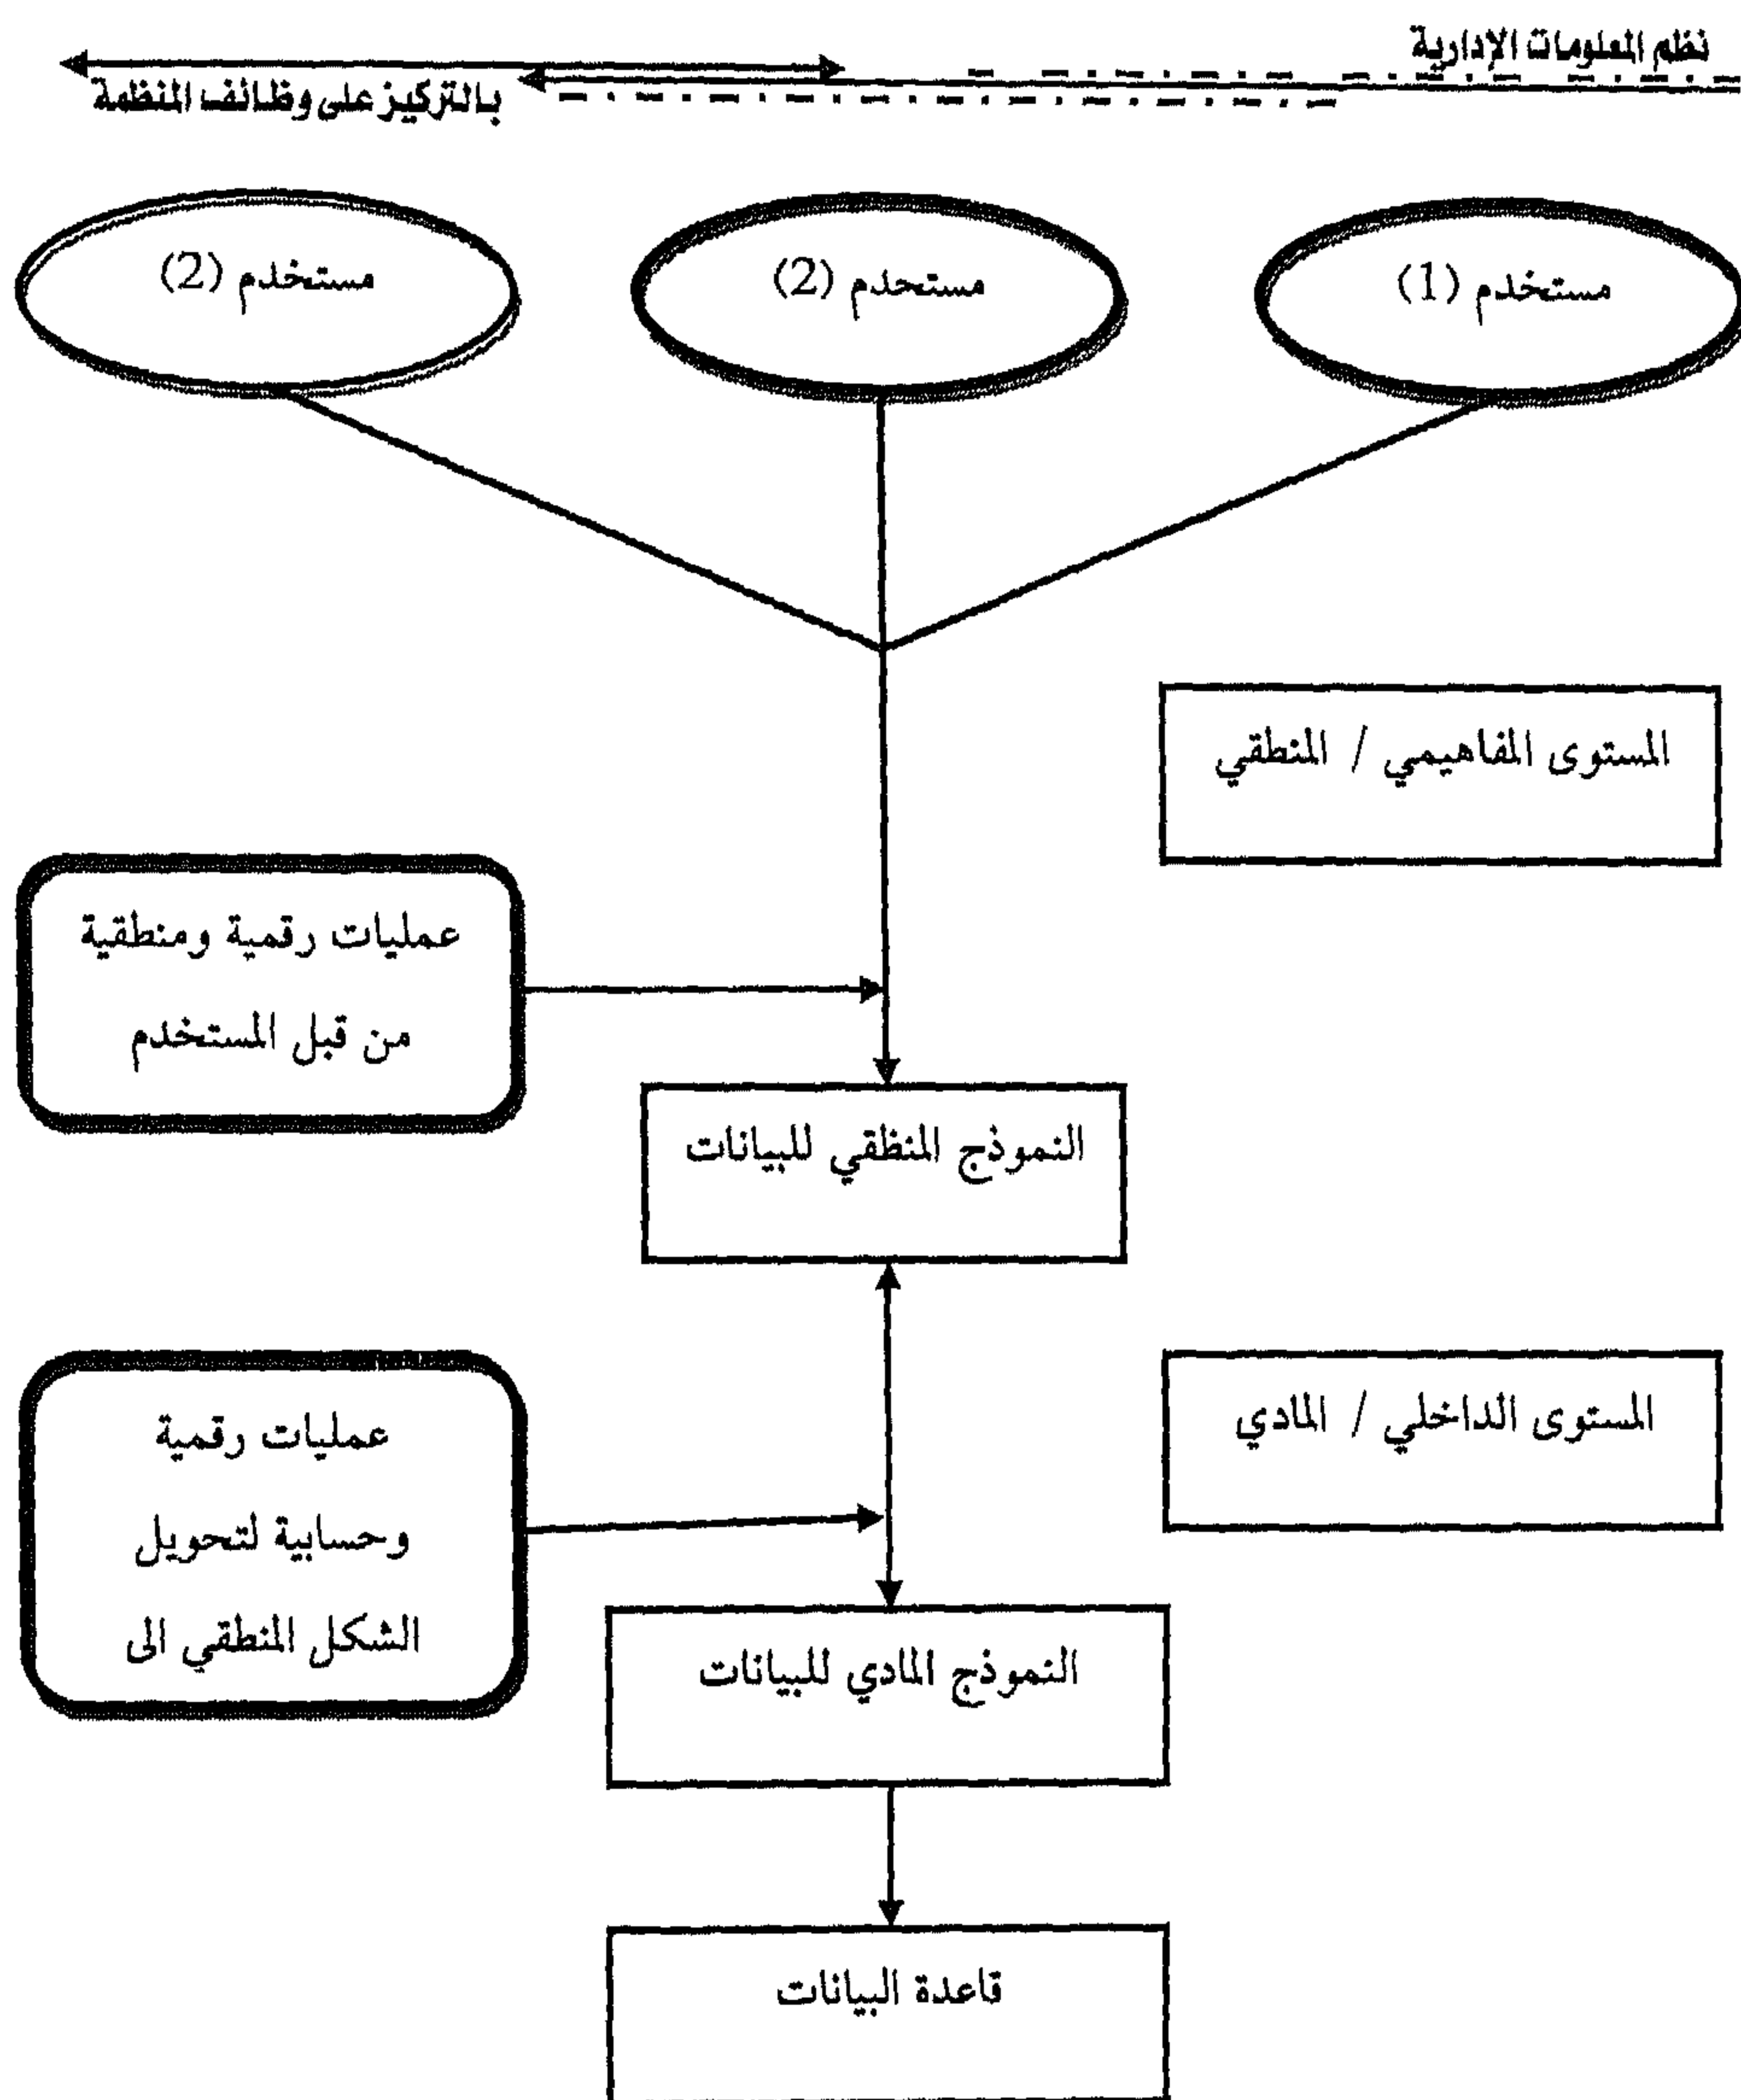 نظم المعلومات الإدارية
بالتركيز على وظائف المنظمة
مستخدم (1)
مستحدم (2)
مستخدم (2)
المستوى المفاهيمي / المنطقي
عمليات رقمية ومنطقية
من قبل المستخدم
النموذج المنظقي للبيانات
المستوى الداخلي / المادي
عمليات رقمية
وحسابية لتحويل
الشكل المنطقي الى
النموذج المادي للبيانات
قاعدة البيانات